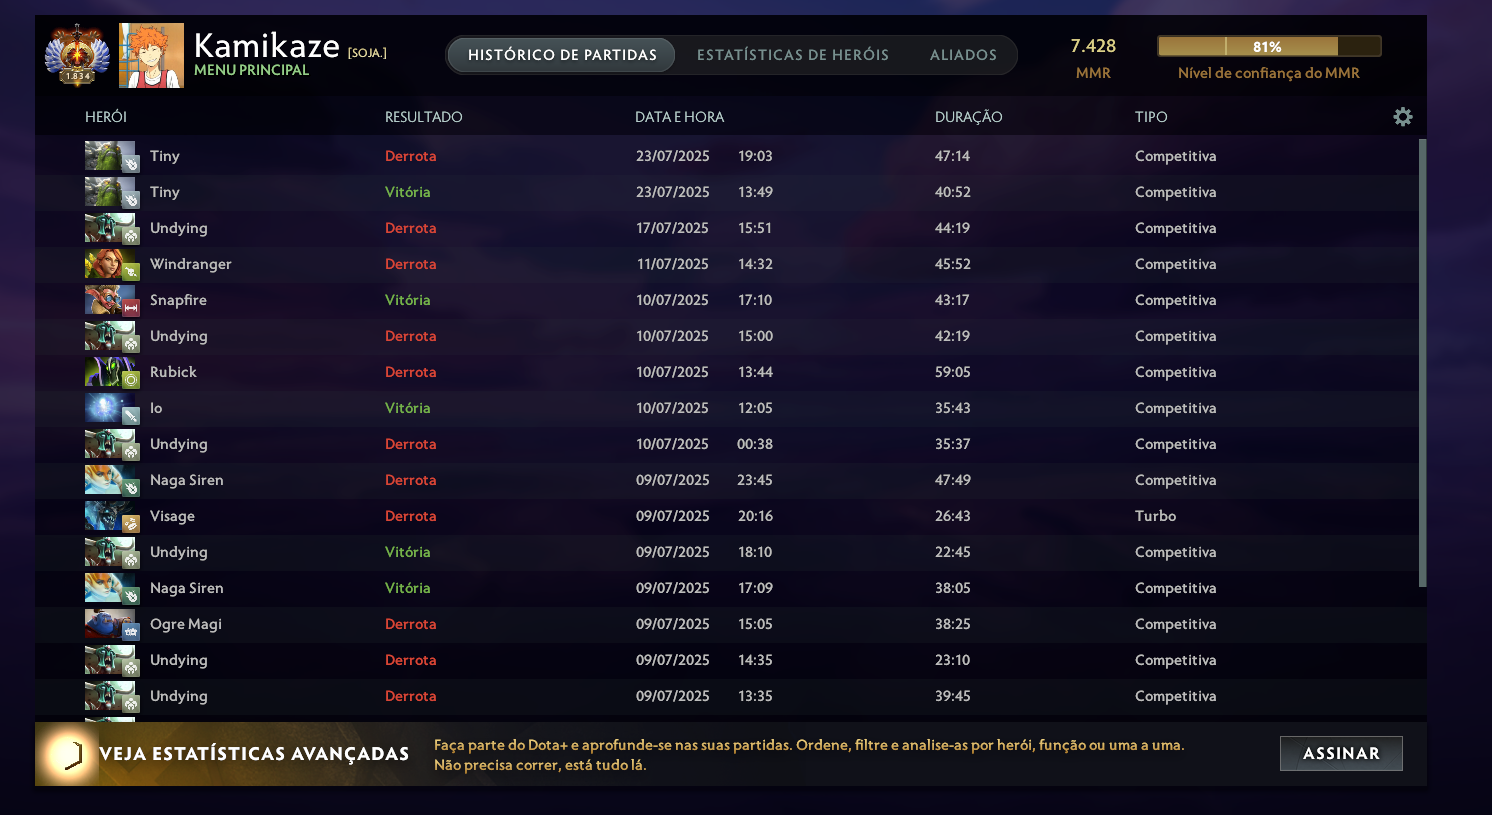 Kamikaze [SOJA.]
MENU PRINCIPAL
1.834
HISTÓRICO DE PARTIDAS ESTATÍSTICAS DE HERÓIS ALIADOS
7.428
MMR
81%
Nível de confiança do MMR
HERÓI RESULTADO DATA E HORA DURAÇÃO TIPO
Tiny Derrota 23/07/2025 19:03 47:14 Competitiva
Tiny Vitória 23/07/2025 13:49 40:52 Competitiva
Undying Derrota 17/07/2025 15:51 44:19 Competitiva
Windranger Derrota 11/07/2025 14:32 45:52 Competitiva
Snapfire Vitória 10/07/2025 17:10 43:17 Competitiva
Undying Derrota 10/07/2025 15:00 42:19 Competitiva
Rubick Derrota 10/07/2025 13:44 59:05 Competitiva
Io Vitória 10/07/2025 12:05 35:43 Competitiva
Undying Derrota 10/07/2025 00:38 35:37 Competitiva
Naga Siren Derrota 09/07/2025 23:45 47:49 Competitiva
Visage Derrota 09/07/2025 20:16 26:43 Turbo
Undying Vitória 09/07/2025 18:10 22:45 Competitiva
Naga Siren Vitória 09/07/2025 17:09 38:05 Competitiva
Ogre Magi Derrota 09/07/2025 15:05 38:25 Competitiva
Undying Derrota 09/07/2025 14:35 23:10 Competitiva
Undying Derrota 09/07/2025 13:35 39:45 Competitiva
VEJA ESTATÍSTICAS AVANÇADAS
Faça parte do Dota+ e aprofunde-se nas suas partidas. Ordene, filtre e analise-as por herói, função ou uma a uma.
Não precisa correr, está tudo lá.
ASSINAR